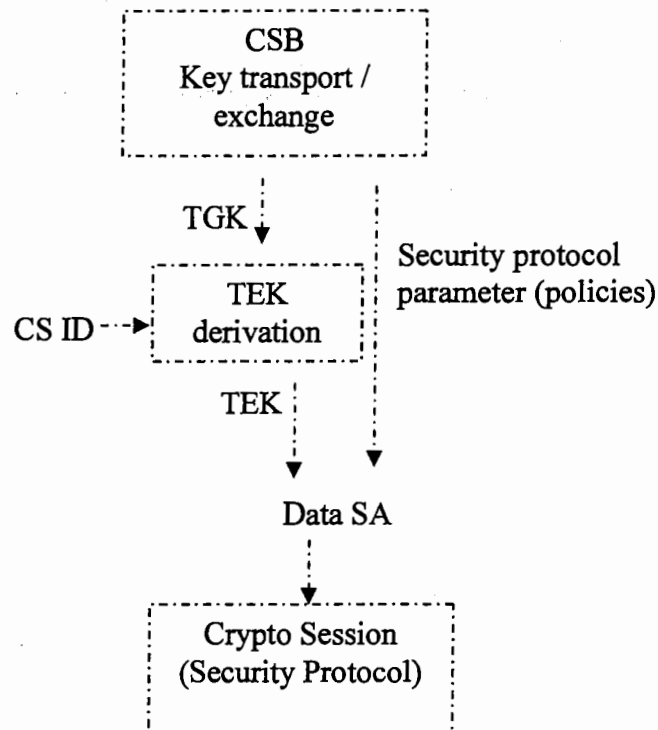 CSB
Key transport /
exchange
TGK
Security protocol
parameter (policies)
TEK
derivation
CS ID
TEK
Data SA
Crypto Session
(Security Protocol)